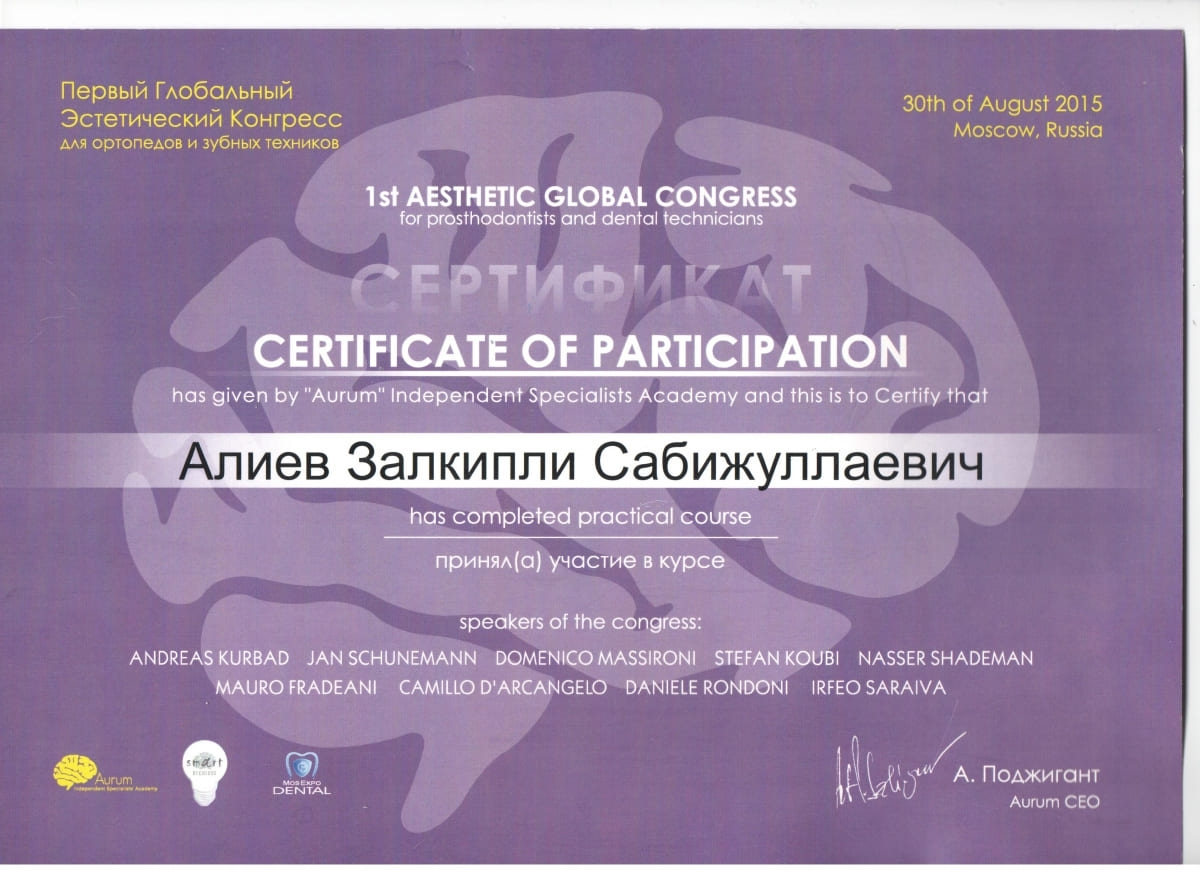 Первый Глобальный
Эстетический Конгресс
для ортопедов и зубных техников
30th of August 2015
Moscow, Russia
1st AESTHETIC GLOBAL CONGRESS
for prosthodontists and dental technicians
СЕРТИФИКАТ
CERTIFICATE OF PARTICIPATION
has given by "Aurum" Independent Specialists Academy and this is to Certify that
Алиев Залкипли Сабижуллаевич
has completed practical course
принял(а) участие в курсе
speakers of the congress:
ANDREAS KURBAD JAN SCHUNEMANN DOMENICO MASSIRONI STEFAN KOUBI NASSER SHADEMAN
MAURO FRADEANI CAMILLO D'ARCANGELO DANIELE RONDONI IRFEO SARAIVA
Aurum
Independent Specialists Academy
smart
MosExpo
DENTAL
А. Поджигант
Aurum CEO